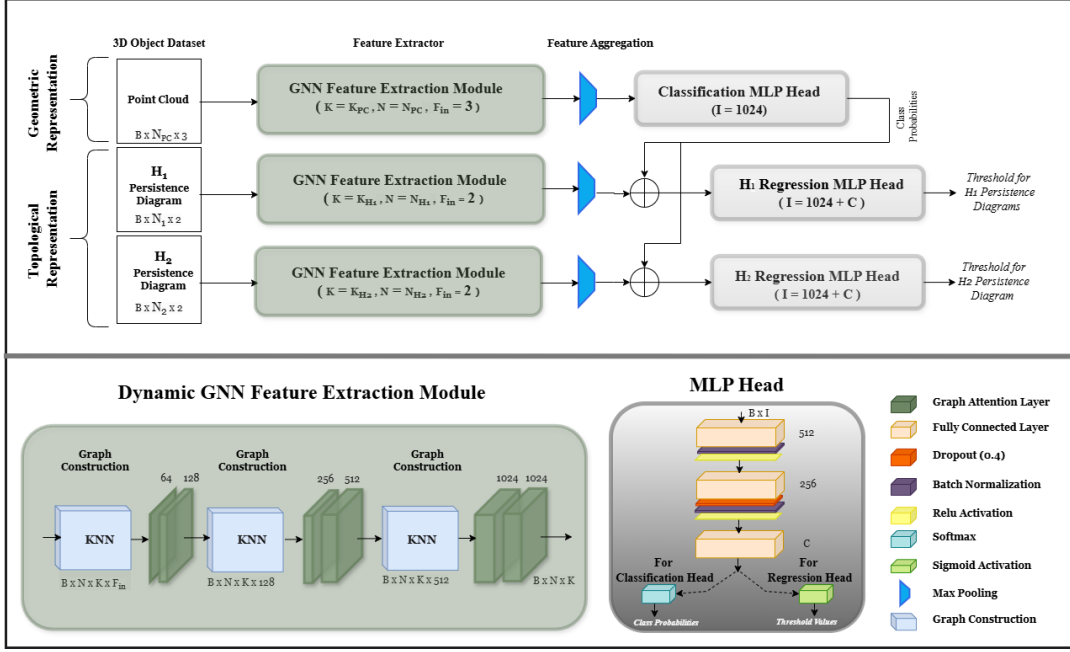 3D Object Dataset
Feature Extractor
Feature Aggregation
Geometric
Representation
Point Cloud
B x N_PC x 3
GNN Feature Extraction Module
( K = K_PC , N = N_PC , F_in = 3 )
Classification MLP Head
(I = 1024)
Class
Probabilities
Topological
Representation
H_1
Persistence
Diagram
B x N_1 x 2
GNN Feature Extraction Module
( K = K_H1 , N = N_H1 , F_in = 2 )
H_1 Regression MLP Head
( I = 1024 + C )
Threshold for
H1 Persistence
Diagrams
H_2
Persistence
Diagram
B x N_2 x 2
GNN Feature Extraction Module
( K = K_H2 , N = N_H2 , F_in = 2 )
H_2 Regression MLP Head
( I = 1024 + C )
Threshold for
H2 Persistence
Diagram
Dynamic GNN Feature Extraction Module
Graph
Construction
64 128
KNN
B x N x K x F_in
Graph
Construction
256 512
KNN
B x N x K x 128
Graph
Construction
1024 1024
KNN
B x N x K x 512
B x N x K
MLP Head
B x I
512
256
C
For
Classification Head
For
Regression Head
Class Probabilities
Threshold Values
Graph Attention Layer
Fully Connected Layer
Dropout (0.4)
Batch Normalization
Relu Activation
Softmax
Sigmoid Activation
Max Pooling
Graph Construction